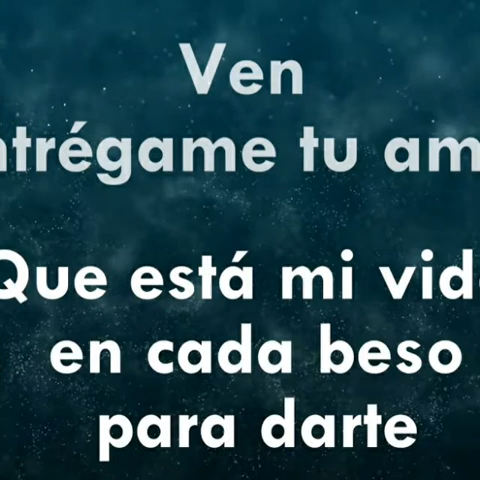 Ven
ntrégame tu am
Que está mi vid
en cada beso
para darte